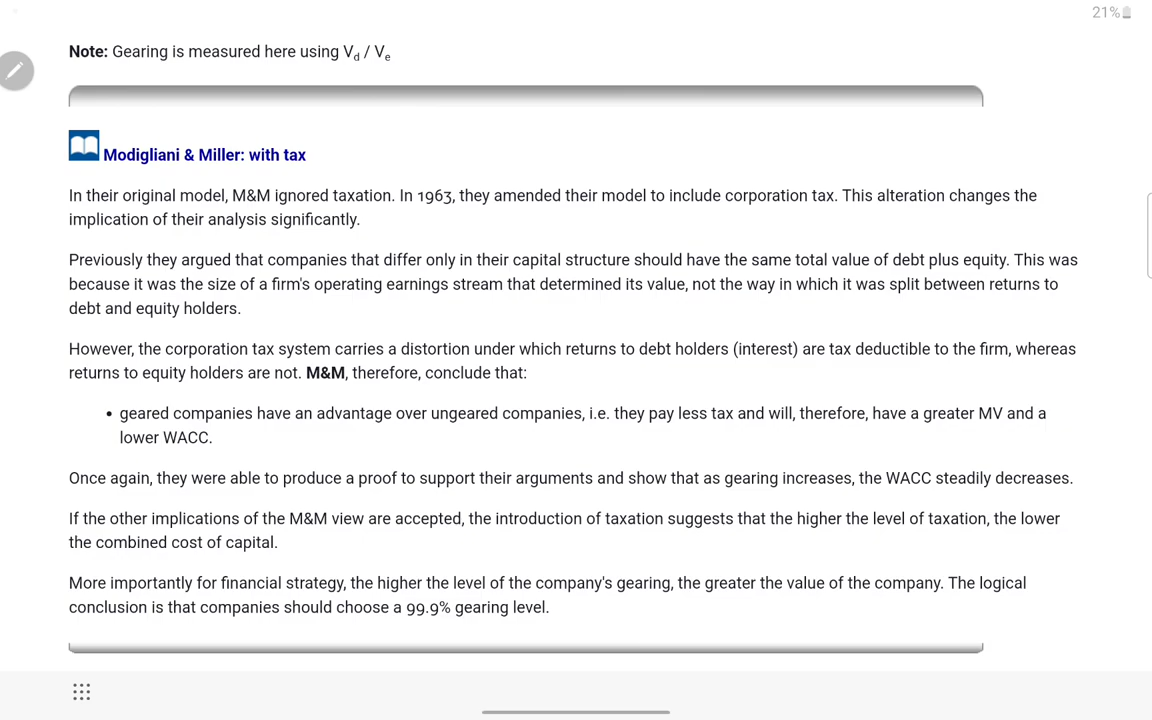 21%
Note: Gearing is measured here using Vd / Ve
Modigliani & Miller: with tax
In their original model, M&M ignored taxation. In 1963, they amended their model to include corporation tax. This alteration changes the
implication of their analysis significantly.
Previously they argued that companies that differ only in their capital structure should have the same total value of debt plus equity. This was
because it was the size of a firm's operating earnings stream that determined its value, not the way in which it was split between returns to
debt and equity holders.
However, the corporation tax system carries a distortion under which returns to debt holders (interest) are tax deductible to the firm, whereas
returns to equity holders are not. M&M, therefore, conclude that:
• geared companies have an advantage over ungeared companies, i.e. they pay less tax and will, therefore, have a greater MV and a
lower WACC.
Once again, they were able to produce a proof to support their arguments and show that as gearing increases, the WACC steadily decreases.
If the other implications of the M&M view are accepted, the introduction of taxation suggests that the higher the level of taxation, the lower
the combined cost of capital.
More importantly for financial strategy, the higher the level of the company's gearing, the greater the value of the company. The logical
conclusion is that companies should choose a 99.9% gearing level.